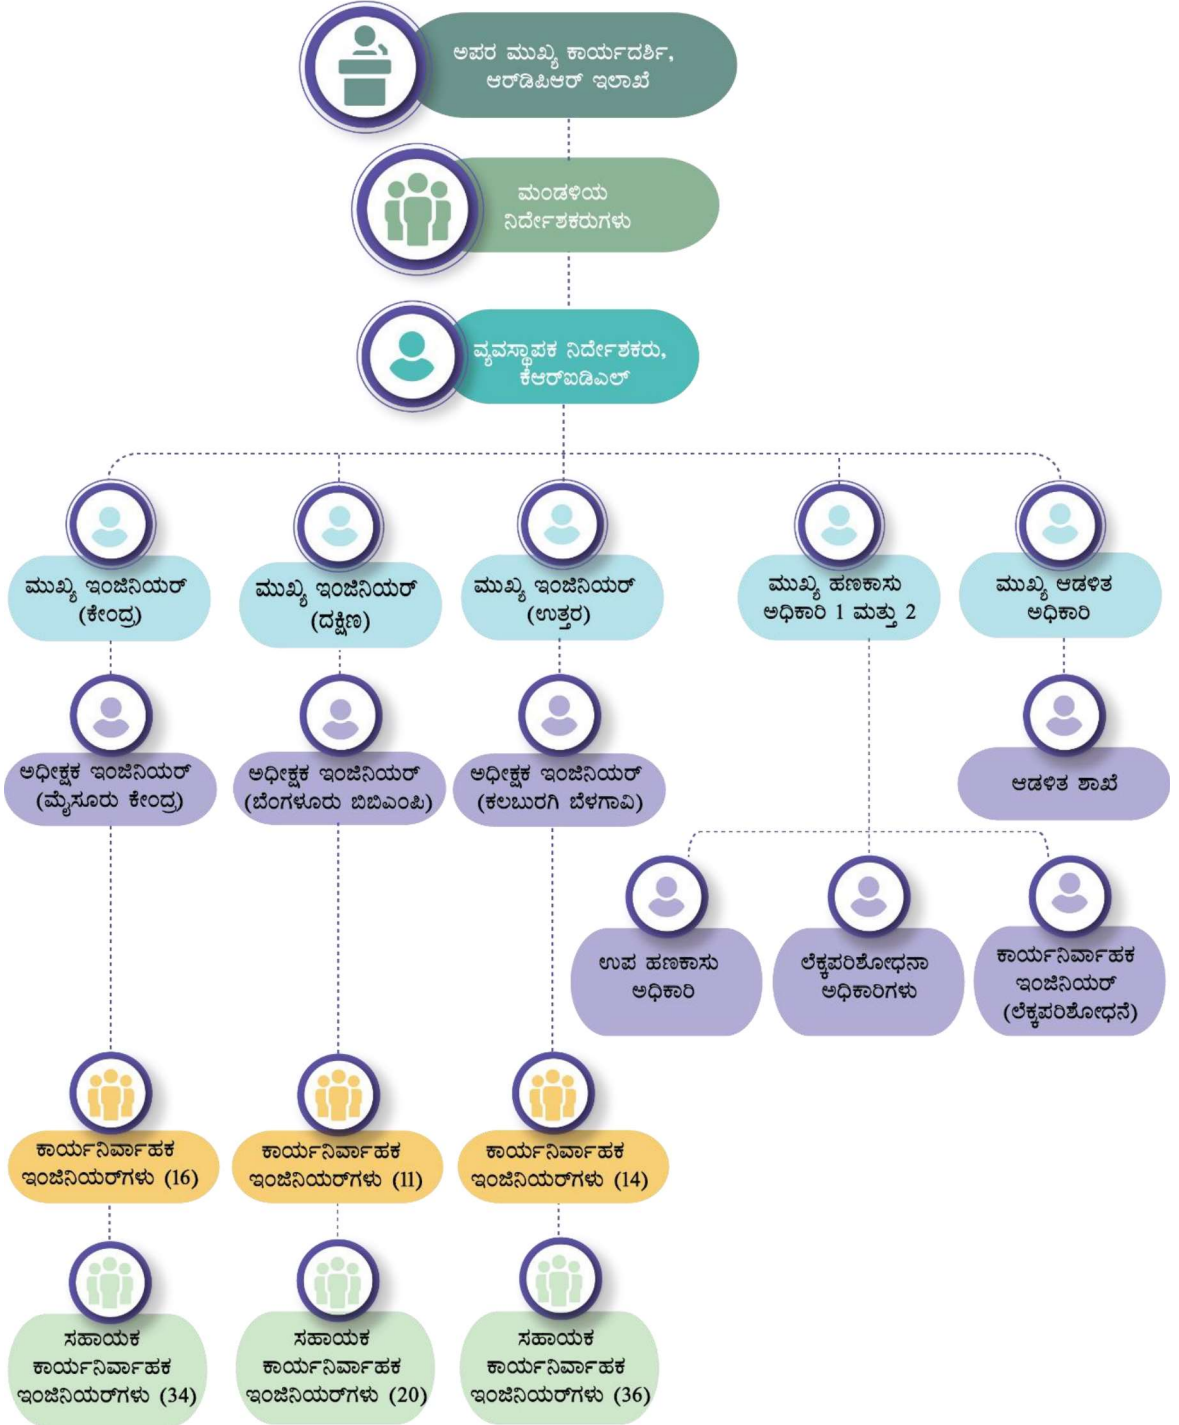 ಅಪರ ಮುಖ್ಯ ಕಾರ್ಯದರ್ಶಿ,
ಆರ್‌ಡಿಪಿಆರ್ ಇಲಾಖೆ
ಮಂಡಳಿಯ
ನಿರ್ದೇಶಕರುಗಳು
ವ್ಯವಸ್ಥಾಪಕ ನಿರ್ದೇಶಕರು,
ಕೆಆರ್‌ಐಡಿಎಲ್
ಮುಖ್ಯ ಇಂಜಿನಿಯರ್
(ಕೇಂದ್ರ)
ಮುಖ್ಯ ಇಂಜಿನಿಯರ್
(ದಕ್ಷಿಣ)
ಮುಖ್ಯ ಇಂಜಿನಿಯರ್
(ಉತ್ತರ)
ಮುಖ್ಯ ಹಣಕಾಸು
ಅಧಿಕಾರಿ 1 ಮತ್ತು 2
ಮುಖ್ಯ ಆಡಳಿತ
ಅಧಿಕಾರಿ
ಅಧೀಕ್ಷಕ ಇಂಜಿನಿಯರ್
(ಮೈಸೂರು ಕೇಂದ್ರ)
ಅಧೀಕ್ಷಕ ಇಂಜಿನಿಯರ್
(ಬೆಂಗಳೂರು ಬಿಬಿಎಂಪಿ)
ಅಧೀಕ್ಷಕ ಇಂಜಿನಿಯರ್
(ಕಲಬುರಗಿ ಬೆಳಗಾವಿ)
ಆಡಳಿತ ಶಾಖೆ
ಉಪ ಹಣಕಾಸು
ಅಧಿಕಾರಿ
ಲೆಕ್ಕಪರಿಶೋಧನಾ
ಅಧಿಕಾರಿಗಳು
ಕಾರ್ಯನಿರ್ವಾಹಕ
ಇಂಜಿನಿಯರ್
(ಲೆಕ್ಕಪರಿಶೋಧನೆ)
ಕಾರ್ಯನಿರ್ವಾಹಕ
ಇಂಜಿನಿಯರ್‌ಗಳು (16)
ಕಾರ್ಯನಿರ್ವಾಹಕ
ಇಂಜಿನಿಯರ್‌ಗಳು (11)
ಕಾರ್ಯನಿರ್ವಾಹಕ
ಇಂಜಿನಿಯರ್‌ಗಳು (14)
ಸಹಾಯಕ
ಕಾರ್ಯನಿರ್ವಾಹಕ
ಇಂಜಿನಿಯರ್‌ಗಳು (34)
ಸಹಾಯಕ
ಕಾರ್ಯನಿರ್ವಾಹಕ
ಇಂಜಿನಿಯರ್‌ಗಳು (20)
ಸಹಾಯಕ
ಕಾರ್ಯನಿರ್ವಾಹಕ
ಇಂಜಿನಿಯರ್‌ಗಳು (36)